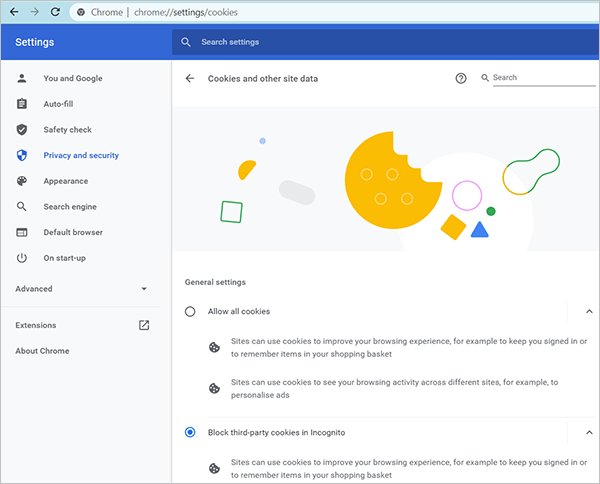 Chrome | chrome://settings/cookies
Settings
Search settings
You and Google
Auto-fill
Safety check
Privacy and security
Appearance
Search engine
Default browser
On start-up
Advanced
Extensions
About Chrome
Cookies and other site data
Search
General settings
Allow all cookies
Sites can use cookies to improve your browsing experience, for example to keep you signed in or
to remember items in your shopping basket
Sites can use cookies to see your browsing activity across different sites, for example, to
personalise ads
Block third-party cookies in Incognito
Sites can use cookies to improve your browsing experience, for example to keep you signed in or
to remember items in your shopping basket